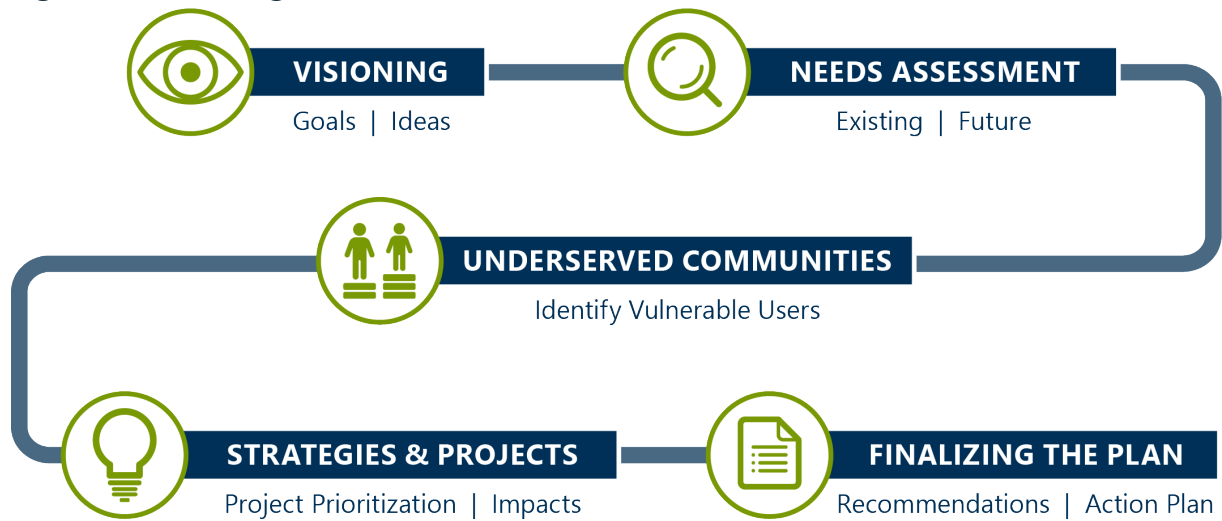 VISIONING
Goals | Ideas
NEEDS ASSESSMENT
Existing | Future
UNDERSERVED COMMUNITIES
Identify Vulnerable Users
STRATEGIES & PROJECTS
Project Prioritization | Impacts
FINALIZING THE PLAN
Recommendations | Action Plan